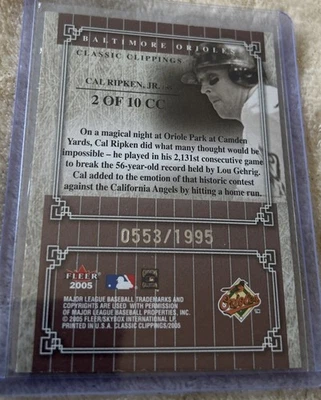 BALTIMORE ORIOLES
CLASSIC CLIPPINGS
CAL RIPKEN, JR.
2 OF 10 CC
On a magical night at Oriole Park at Camden
Yards, Cal Ripken did what many thought would be
impossible – he played in his 2,131st consecutive game
to break the 56-year-old record held by Lou Gehrig.
Cal added to the emotion of that historic contest
against the California Angels by hitting a home run.
0553/1995
FLEER
2005
Orioles
MAJOR LEAGUE BASEBALL TRADEMARKS AND
COPYRIGHTS ARE USED WITH PERMISSION
OF MAJOR LEAGUE BASEBALL PROPERTIES, INC.
© 2005 FLEER/SKYBOX INTERNATIONAL LP.
PRINTED IN U.S.A. CLASSIC CLIPPINGS/2005